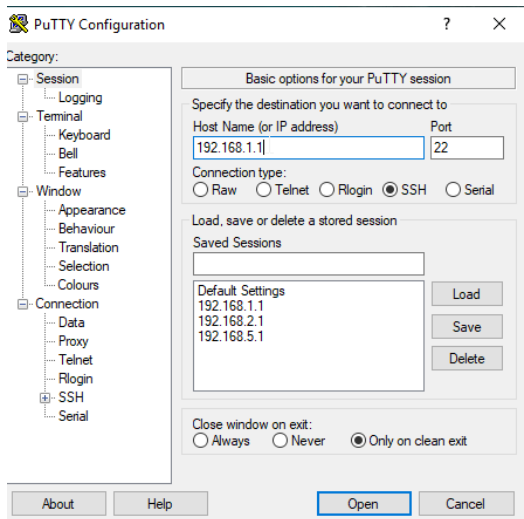 PuTTY Configuration
? 
Category:
Session
Logging
Terminal
Keyboard
Bell
Features
Window
Appearance
Behaviour
Translation
Selection
Colours
Connection
Data
Proxy
Telnet
Rlogin
SSH
Serial
Basic options for your PuTTY session
Specify the destination you want to connect to
Host Name (or IP address) Port
192.168.1.1 22
Connection type:
Raw Telnet Rlogin SSH Serial
Load, save or delete a stored session
Saved Sessions
Default Settings
192.168.1.1
192.168.2.1
192.168.5.1
Load
Save
Delete
Close window on exit:
Always Never Only on clean exit
About Help Open Cancel